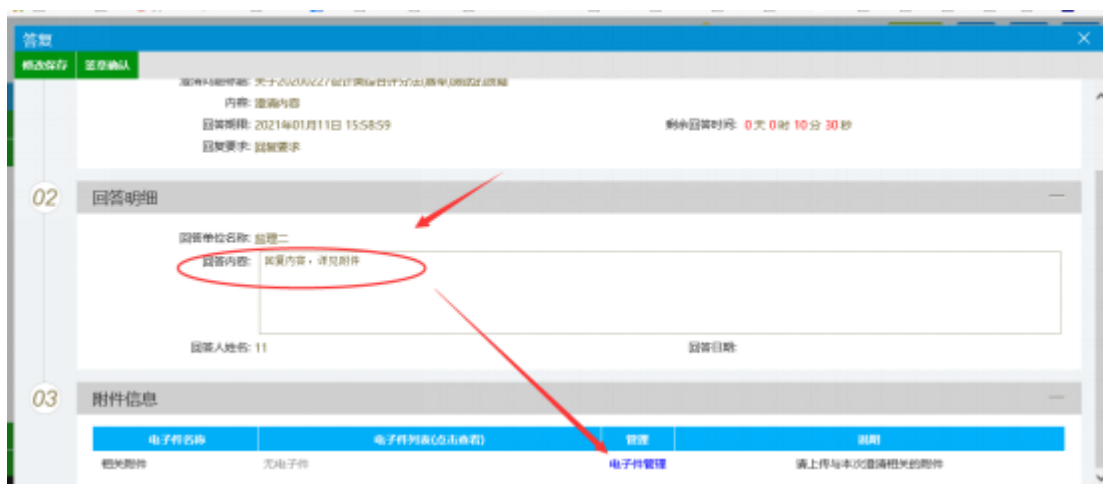 答复
修改保存 签章确认
内容: 澄清内容
回答期限: 2021年01月11日 15:58:59 剩余回答时间: 0 天 0 时 10 分 30 秒
回复要求: 回复要求
02 回答明细
回答单位名称: 监理二
回答内容: 回复内容,详见附件
回答人姓名: 11 回答日期:
03 附件信息
电子件名称 电子件列表(点击查看) 管理 说明
相关附件 无电子件 电子件管理 请上传与本次澄清相关的附件